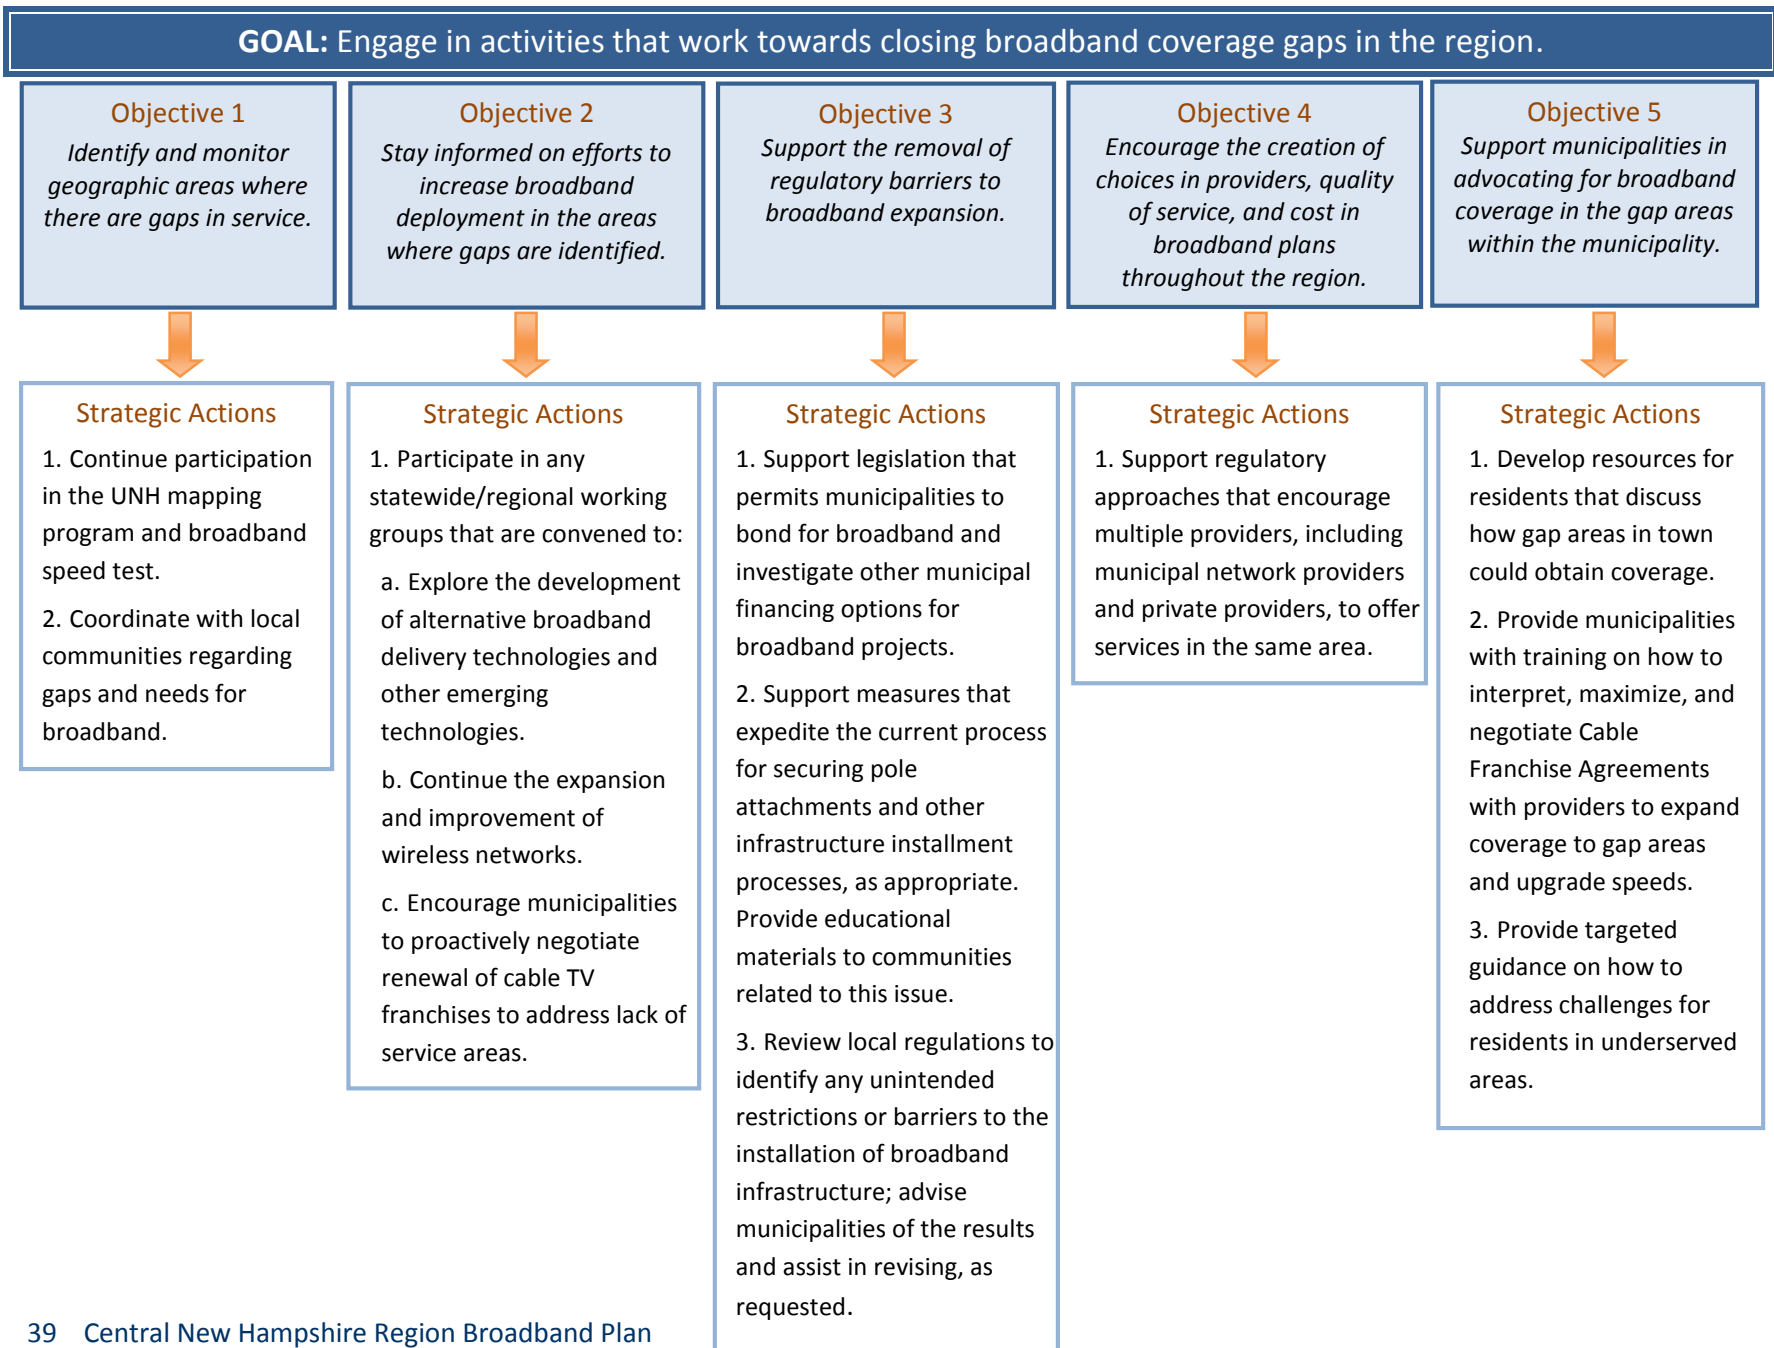 GOAL: Engage in activities that work towards closing broadband coverage gaps in the region.
Objective 1
Identify and monitor
geographic areas where
there are gaps in service.
Objective 2
Stay informed on efforts to
increase broadband
deployment in the areas
where gaps are identified.
Objective 3
Support the removal of
regulatory barriers to
broadband expansion.
Objective 4
Encourage the creation of
choices in providers, quality
of service, and cost in
broadband plans
throughout the region.
Objective 5
Support municipalities in
advocating for broadband
coverage in the gap areas
within the municipality.
Strategic Actions
1. Continue participation
in the UNH mapping
program and broadband
speed test.
2. Coordinate with local
communities regarding
gaps and needs for
broadband.
Strategic Actions
1. Participate in any
statewide/regional working
groups that are convened to:
a. Explore the development
of alternative broadband
delivery technologies and
other emerging
technologies.
b. Continue the expansion
and improvement of
wireless networks.
c. Encourage municipalities
to proactively negotiate
renewal of cable TV
franchises to address lack of
service areas.
Strategic Actions
1. Support legislation that
permits municipalities to
bond for broadband and
investigate other municipal
financing options for
broadband projects.
2. Support measures that
expedite the current process
for securing pole
attachments and other
infrastructure installment
processes, as appropriate.
Provide educational
materials to communities
related to this issue.
3. Review local regulations to
identify any unintended
restrictions or barriers to the
installation of broadband
infrastructure; advise
municipalities of the results
and assist in revising, as
requested.
Strategic Actions
1. Support regulatory
approaches that encourage
multiple providers, including
municipal network providers
and private providers, to offer
services in the same area.
Strategic Actions
1. Develop resources for
residents that discuss
how gap areas in town
could obtain coverage.
2. Provide municipalities
with training on how to
interpret, maximize, and
negotiate Cable
Franchise Agreements
with providers to expand
coverage to gap areas
and upgrade speeds.
3. Provide targeted
guidance on how to
address challenges for
residents in underserved
areas.
39 Central New Hampshire Region Broadband Plan